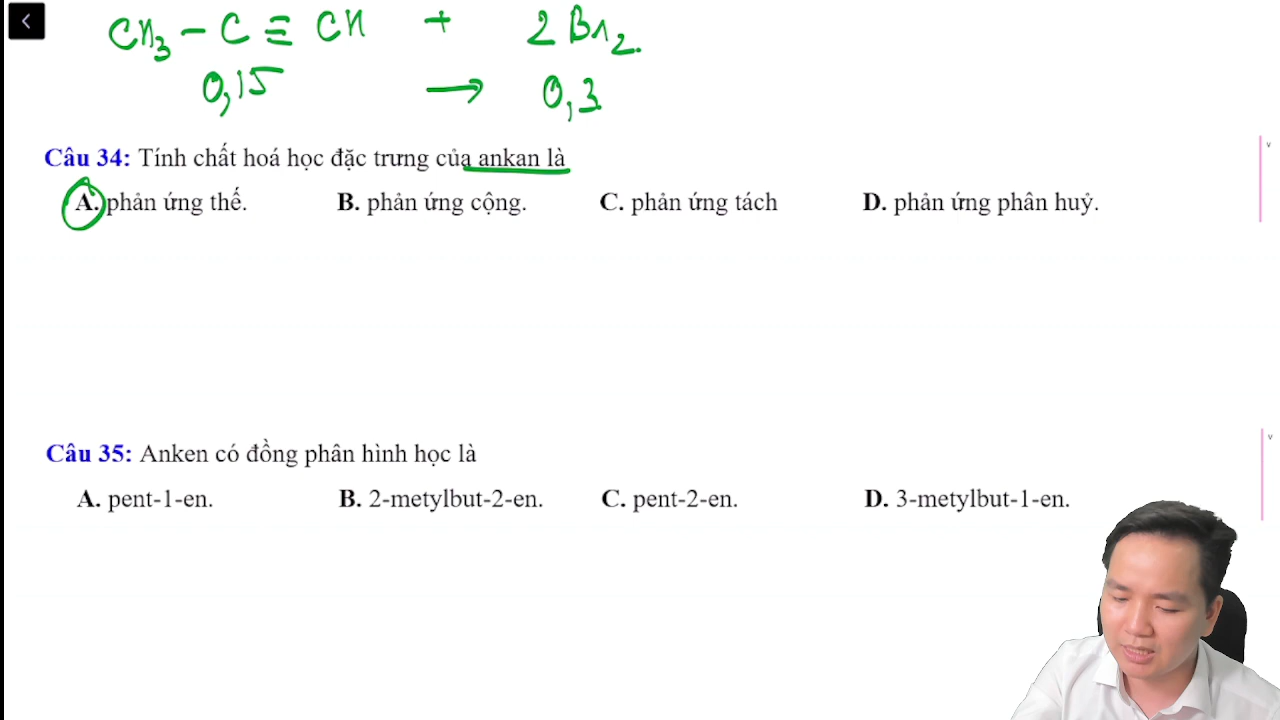 CH₃ - C ≡ CH + 2Br₂.
0,15 → 0,3
Câu 34: Tính chất hoá học đặc trưng của ankan là
A. phản ứng thế. B. phản ứng cộng. C. phản ứng tách D. phản ứng phân huỷ.
Câu 35: Anken có đồng phân hình học là
A. pent-1-en. B. 2-metylbut-2-en. C. pent-2-en. D. 3-metylbut-1-en.